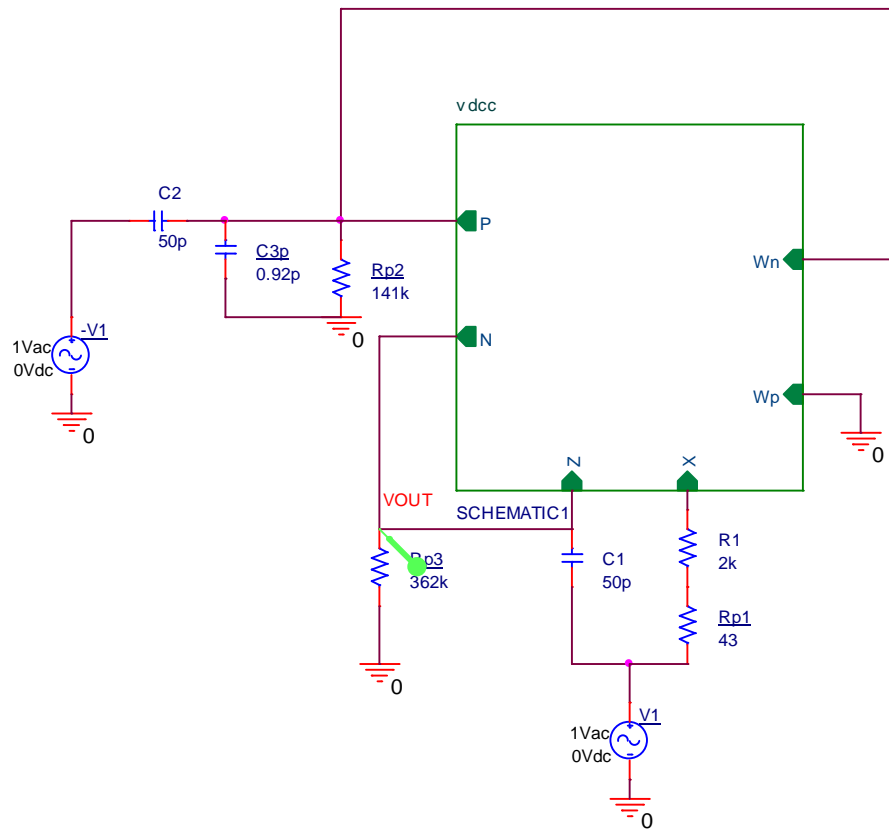 vdcc
C2
50p
C3p
0.92p
Rp2
141k
0
P
N
Wn
Wp
0
-V1
1Vac
0Vdc
0
Z
X
VOUT
SCHEMATIC1
Rp3
362k
0
C1
50p
R1
2k
Rp1
43
V1
1Vac
0Vdc
0